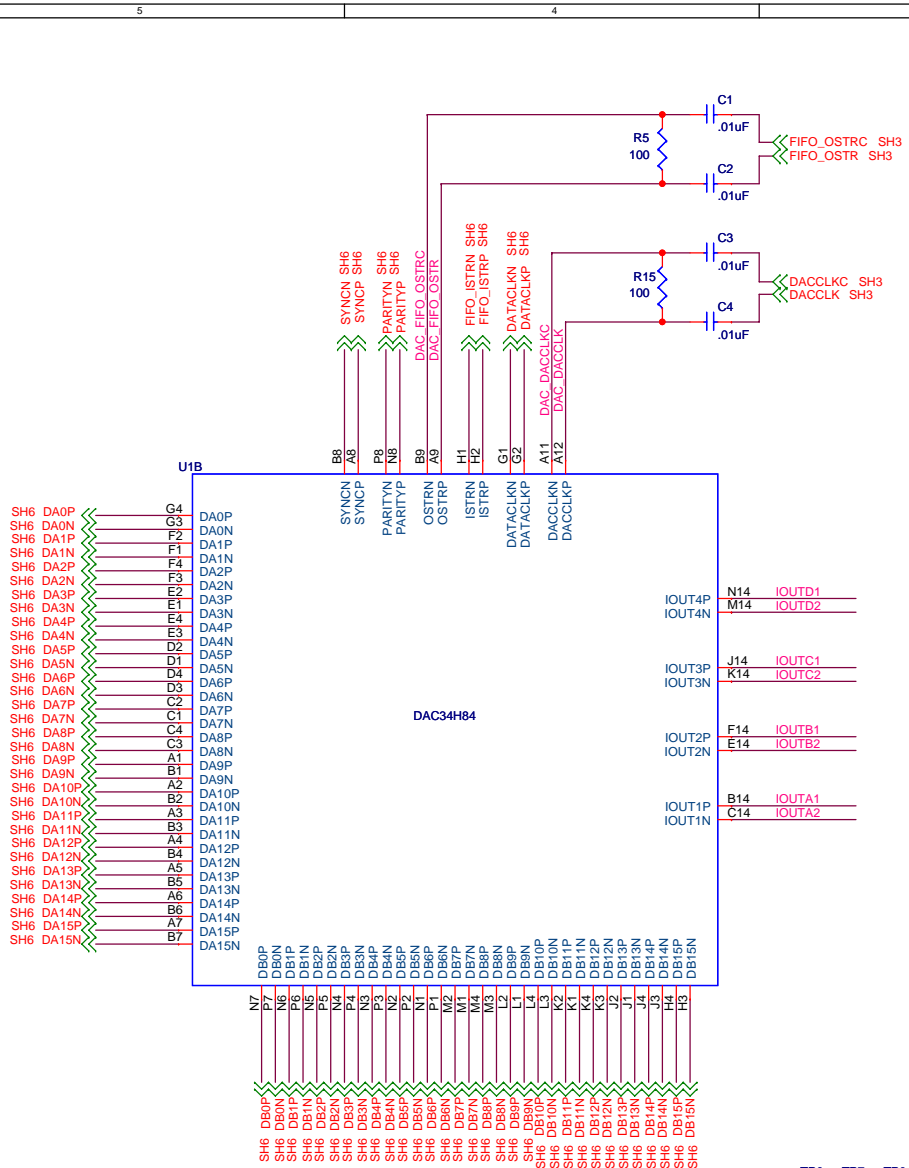 5
4
C1
.01uF
R5
100
FIFO_OSTRC SH3
FIFO_OSTR SH3
C2
.01uF
C3
.01uF
R15
100
DACCLKC SH3
DACCLK SH3
C4
.01uF
SYNCN SH6
SYNCP SH6
PARITYN SH6
PARITYP SH6
DAC_FIFO_OSTRC
DAC_FIFO_OSTR
FIFO_ISTRN SH6
FIFO_ISTRP SH6
DATACLKN SH6
DATACLKP SH6
DAC_DACCLKC
DAC_DACCLK
B8
A8
P8
N8
B9
A9
H1
H2
G1
G2
A11
A12
U1B
SYNCN
SYNCP
PARITYN
PARITYP
OSTRN
OSTRP
ISTRN
ISTRP
DATACLKN
DATACLKP
DACCLKN
DACCLKP
SH6 DA0P G4 DA0P
SH6 DA0N G3 DA0N
SH6 DA1P F2 DA1P
SH6 DA1N F1 DA1N
SH6 DA2P F4 DA2P
SH6 DA2N F3 DA2N
SH6 DA3P E2 DA3P
SH6 DA3N E1 DA3N
SH6 DA4P E4 DA4P
SH6 DA4N E3 DA4N
SH6 DA5P D2 DA5P
SH6 DA5N D1 DA5N
SH6 DA6P D4 DA6P
SH6 DA6N D3 DA6N
SH6 DA7P C2 DA7P
SH6 DA7N C1 DA7N
SH6 DA8P C4 DA8P
SH6 DA8N C3 DA8N
SH6 DA9P A1 DA9P
SH6 DA9N B1 DA9N
SH6 DA10P A2 DA10P
SH6 DA10N B2 DA10N
SH6 DA11P A3 DA11P
SH6 DA11N B3 DA11N
SH6 DA12P A4 DA12P
SH6 DA12N B4 DA12N
SH6 DA13P A5 DA13P
SH6 DA13N B5 DA13N
SH6 DA14P A6 DA14P
SH6 DA14N B6 DA14N
SH6 DA15P A7 DA15P
SH6 DA15N B7 DA15N
DAC34H84
IOUT4P N14 IOUTD1
IOUT4N M14 IOUTD2
IOUT3P J14 IOUTC1
IOUT3N K14 IOUTC2
IOUT2P F14 IOUTB1
IOUT2N E14 IOUTB2
IOUT1P B14 IOUTA1
IOUT1N C14 IOUTA2
DB0P
DB0N
DB1P
DB1N
DB2P
DB2N
DB3P
DB3N
DB4P
DB4N
DB5P
DB5N
DB6P
DB6N
DB7P
DB7N
DB8P
DB8N
DB9P
DB9N
DB10P
DB10N
DB11P
DB11N
DB12P
DB12N
DB13P
DB13N
DB14P
DB14N
DB15P
DB15N
N7
P7
N6
P6
N5
P5
N4
P4
N3
P3
N2
P2
N1
P1
M2
M1
M4
M3
L2
L1
L4
L3
K2
K1
K4
K3
J2
J1
J4
J3
H4
H3
SH6 DB0P
SH6 DB0N
SH6 DB1P
SH6 DB1N
SH6 DB2P
SH6 DB2N
SH6 DB3P
SH6 DB3N
SH6 DB4P
SH6 DB4N
SH6 DB5P
SH6 DB5N
SH6 DB6P
SH6 DB6N
SH6 DB7P
SH6 DB7N
SH6 DB8P
SH6 DB8N
SH6 DB9P
SH6 DB9N
SH6 DB10P
SH6 DB10N
SH6 DB11P
SH6 DB11N
SH6 DB12P
SH6 DB12N
SH6 DB13P
SH6 DB13N
SH6 DB14P
SH6 DB14N
SH6 DB15P
SH6 DB15N